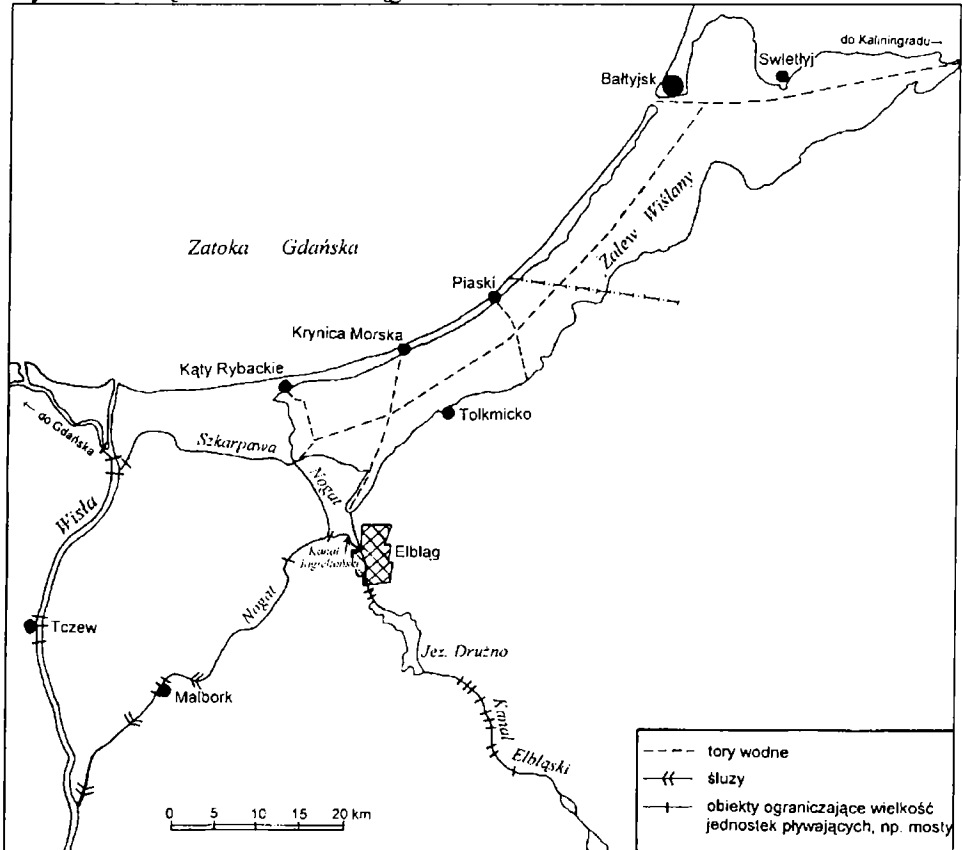 do Kaliningradu→
Swietłyj
Bałtyjsk
Zalew Wiślany
Zatoka Gdańska
Piaski
Krynica Morska
Kąty Rybackie
Tolkmicko
← do Gdańska
Szkarpawa
Nogat
Wisła
Kanał
Jagielloński
Elbląg
Nogat
Tczew
Jez. Drużno
Malbork
Kanał
Elbląski
0 5 10 15 20 km
tory wodne
śluzy
obiekty ograniczające wielkość
jednostek pływających, np. mosty